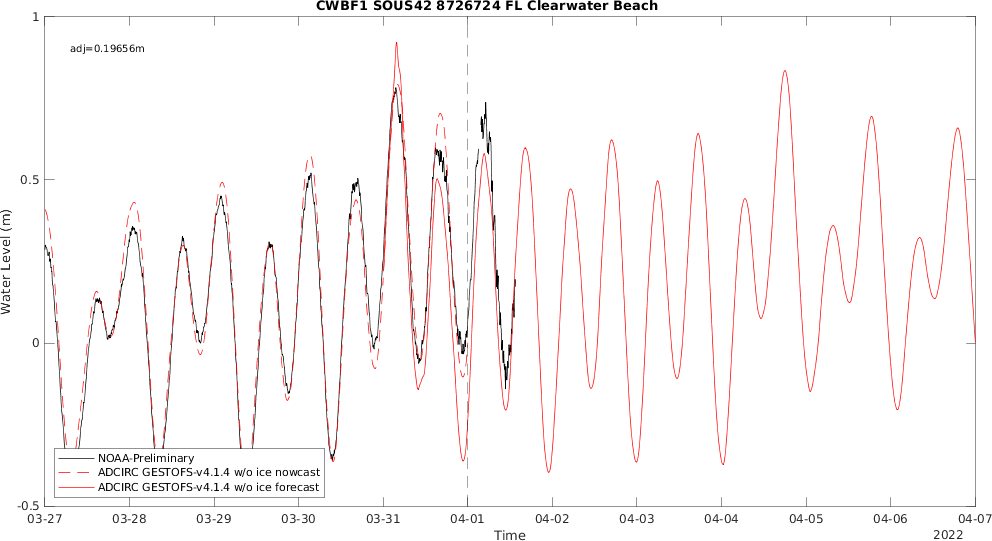 CWBF1 SOUS42 8726724 FL Clearwater Beach
adj=0.19656m
Water Level (m)
1
0.5
0
-0.5
NOAA-Preliminary
ADCIRC GESTOFS-v4.1.4 w/o ice nowcast
ADCIRC GESTOFS-v4.1.4 w/o ice forecast
03-27 03-28 03-29 03-30 03-31 04-01 04-02 04-03 04-04 04-05 04-06 04-07
Time
2022